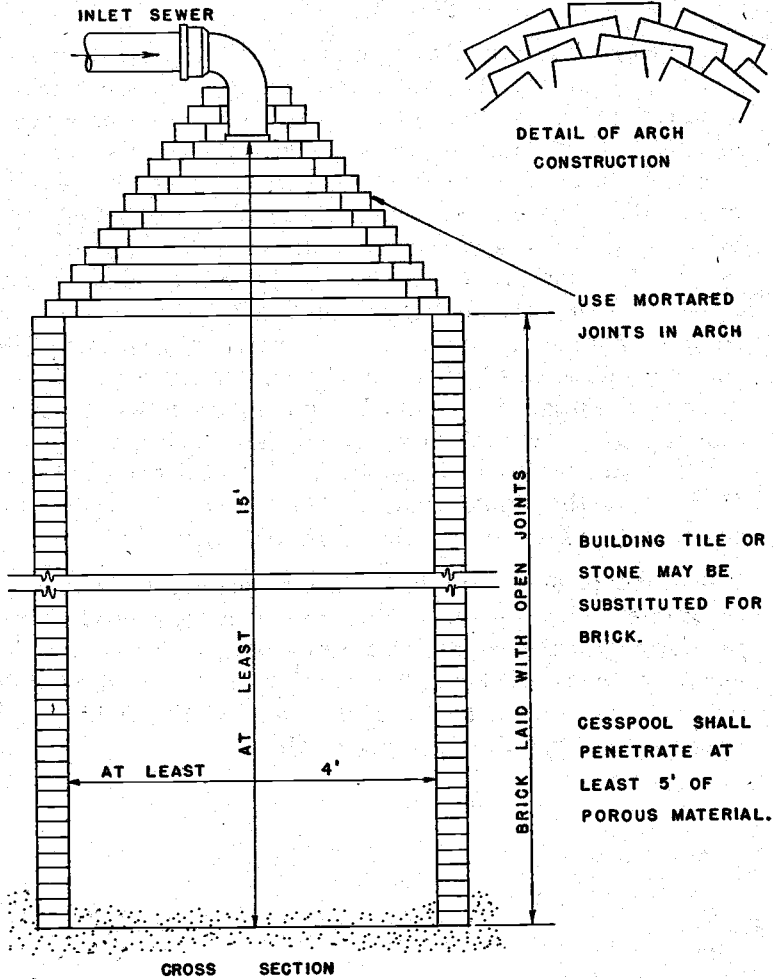 INLET SEWER
DETAIL OF ARCH
CONSTRUCTION
USE MORTARED
JOINTS IN ARCH
15'
AT LEAST
BRICK LAID WITH OPEN JOINTS
BUILDING TILE OR
STONE MAY BE
SUBSTITUTED FOR
BRICK.
AT LEAST 4'
CESSPOOL SHALL
PENETRATE AT
LEAST 5' OF
POROUS MATERIAL.
CROSS SECTION